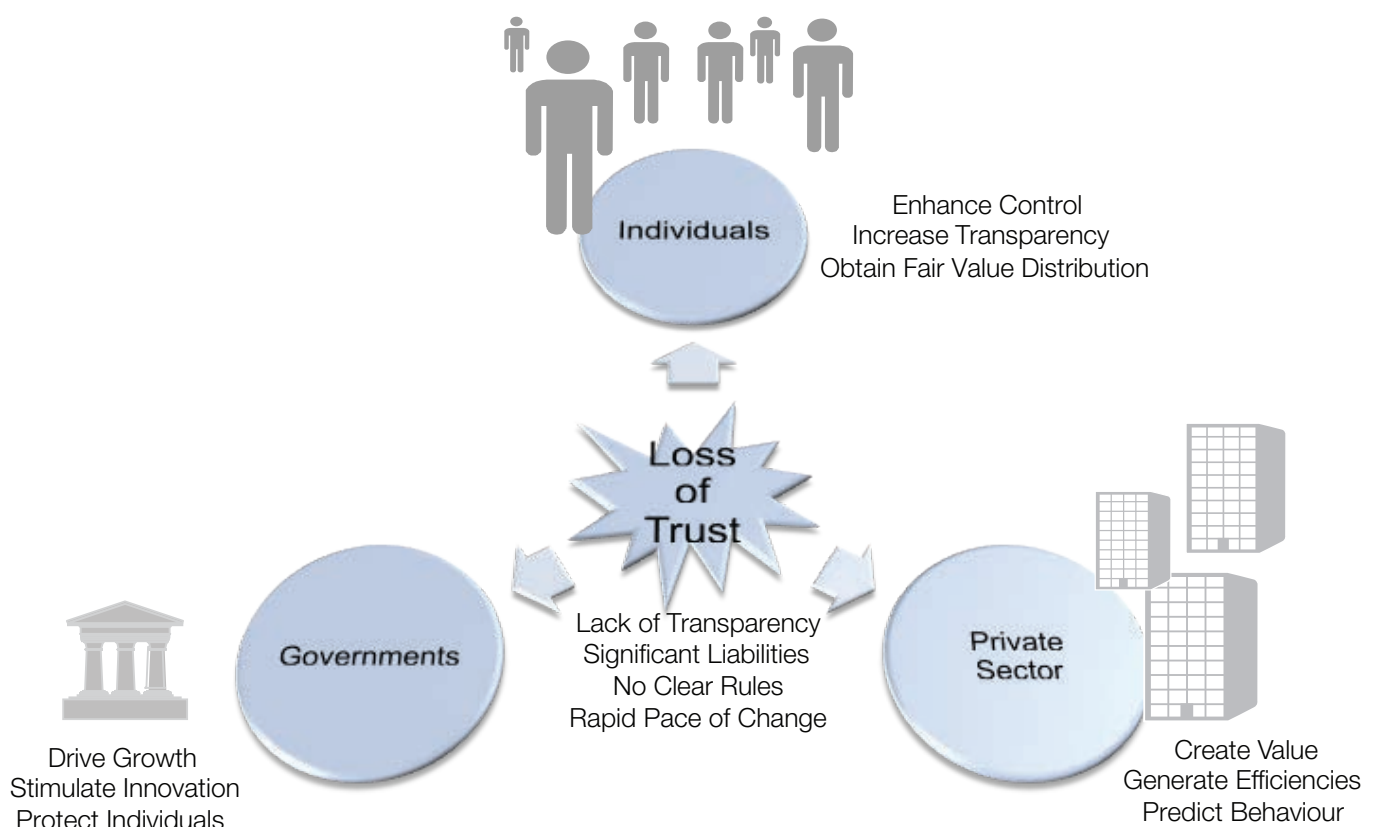 Individuals
Enhance Control
Increase Transparency
Obtain Fair Value Distribution
Loss
of
Trust
Lack of Transparency
Significant Liabilities
No Clear Rules
Rapid Pace of Change
Governments
Drive Growth
Stimulate Innovation
Protect Individuals
Private
Sector
Create Value
Generate Efficiencies
Predict Behaviour